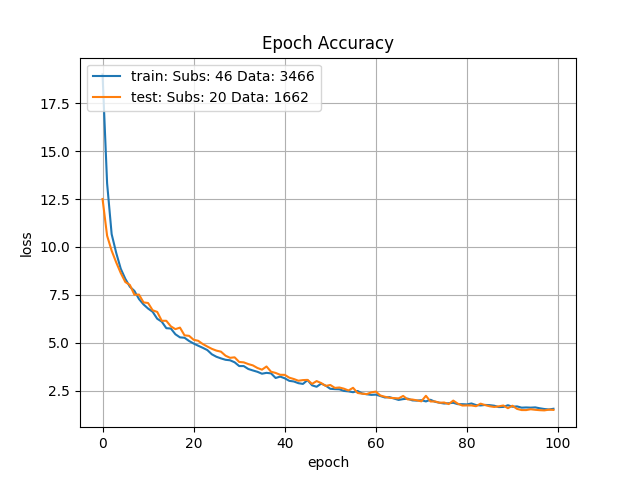 Epoch Accuracy
train: Subs: 46 Data: 3466
test: Subs: 20 Data: 1662
17.5
15.0
12.5
10.0
7.5
5.0
2.5
loss
0 20 40 60 80 100
epoch